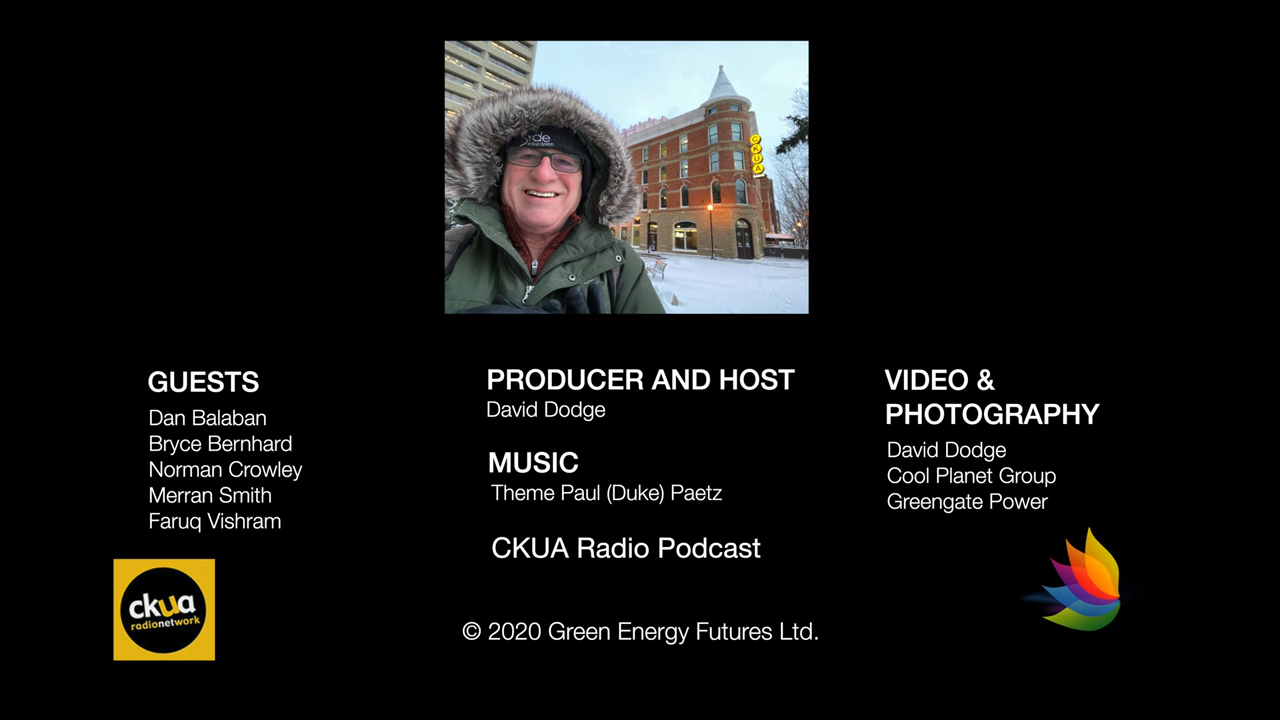 CKUA
GUESTS
Dan Balaban
Bryce Bernhard
Norman Crowley
Merran Smith
Faruq Vishram
PRODUCER AND HOST
David Dodge
MUSIC
Theme Paul (Duke) Paetz
CKUA Radio Podcast
VIDEO &
PHOTOGRAPHY
David Dodge
Cool Planet Group
Greengate Power
ckua
radionetwork
© 2020 Green Energy Futures Ltd.